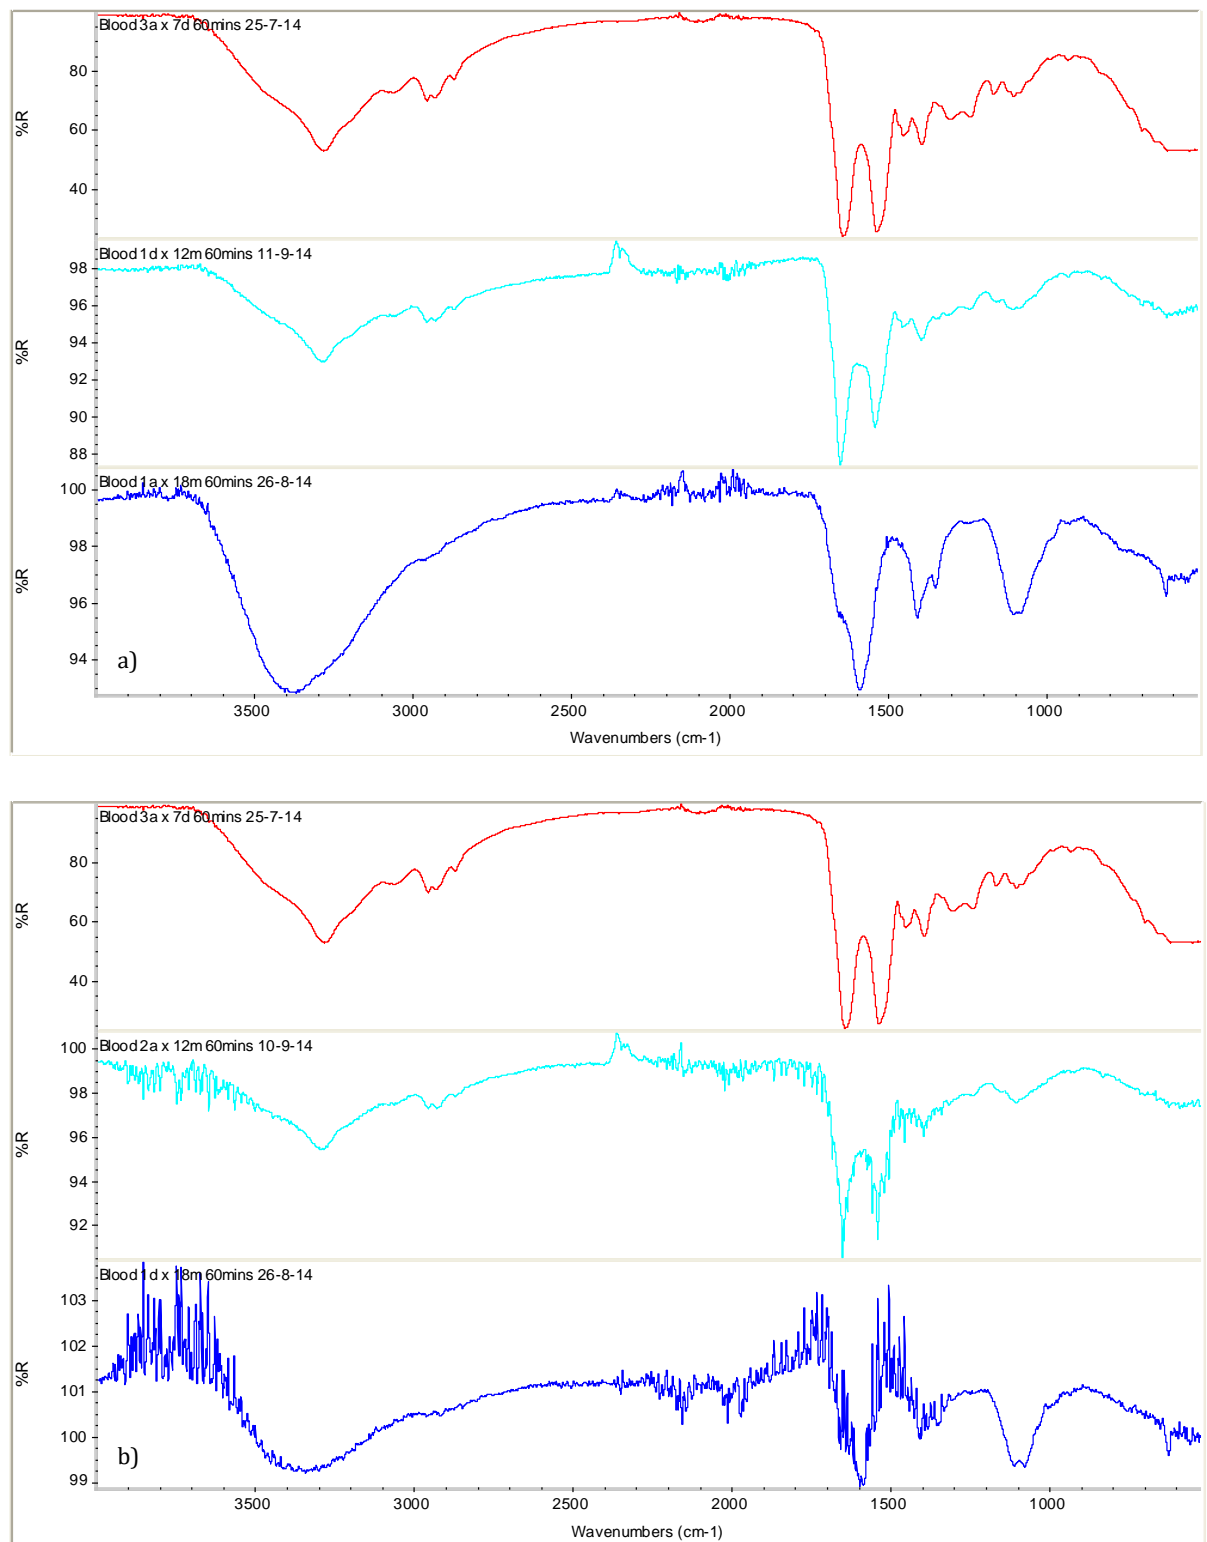 Blood 3a x 7d 60mins 25-7-14
80
60
40
%R
Blood 1d x 12m 60mins 11-9-14
98
96
94
92
90
88
%R
Blood 1a x 18m 60mins 26-8-14
100
98
96
94
%R
a)
3500 3000 2500 2000 1500 1000
Wavenumbers (cm-1)
Blood 3a x 7d 60mins 25-7-14
80
60
40
%R
Blood 2a x 12m 60mins 10-9-14
100
98
96
94
92
%R
Blood 1d x 18m 60mins 26-8-14
103
102
101
100
99
%R
b)
3500 3000 2500 2000 1500 1000
Wavenumbers (cm-1)